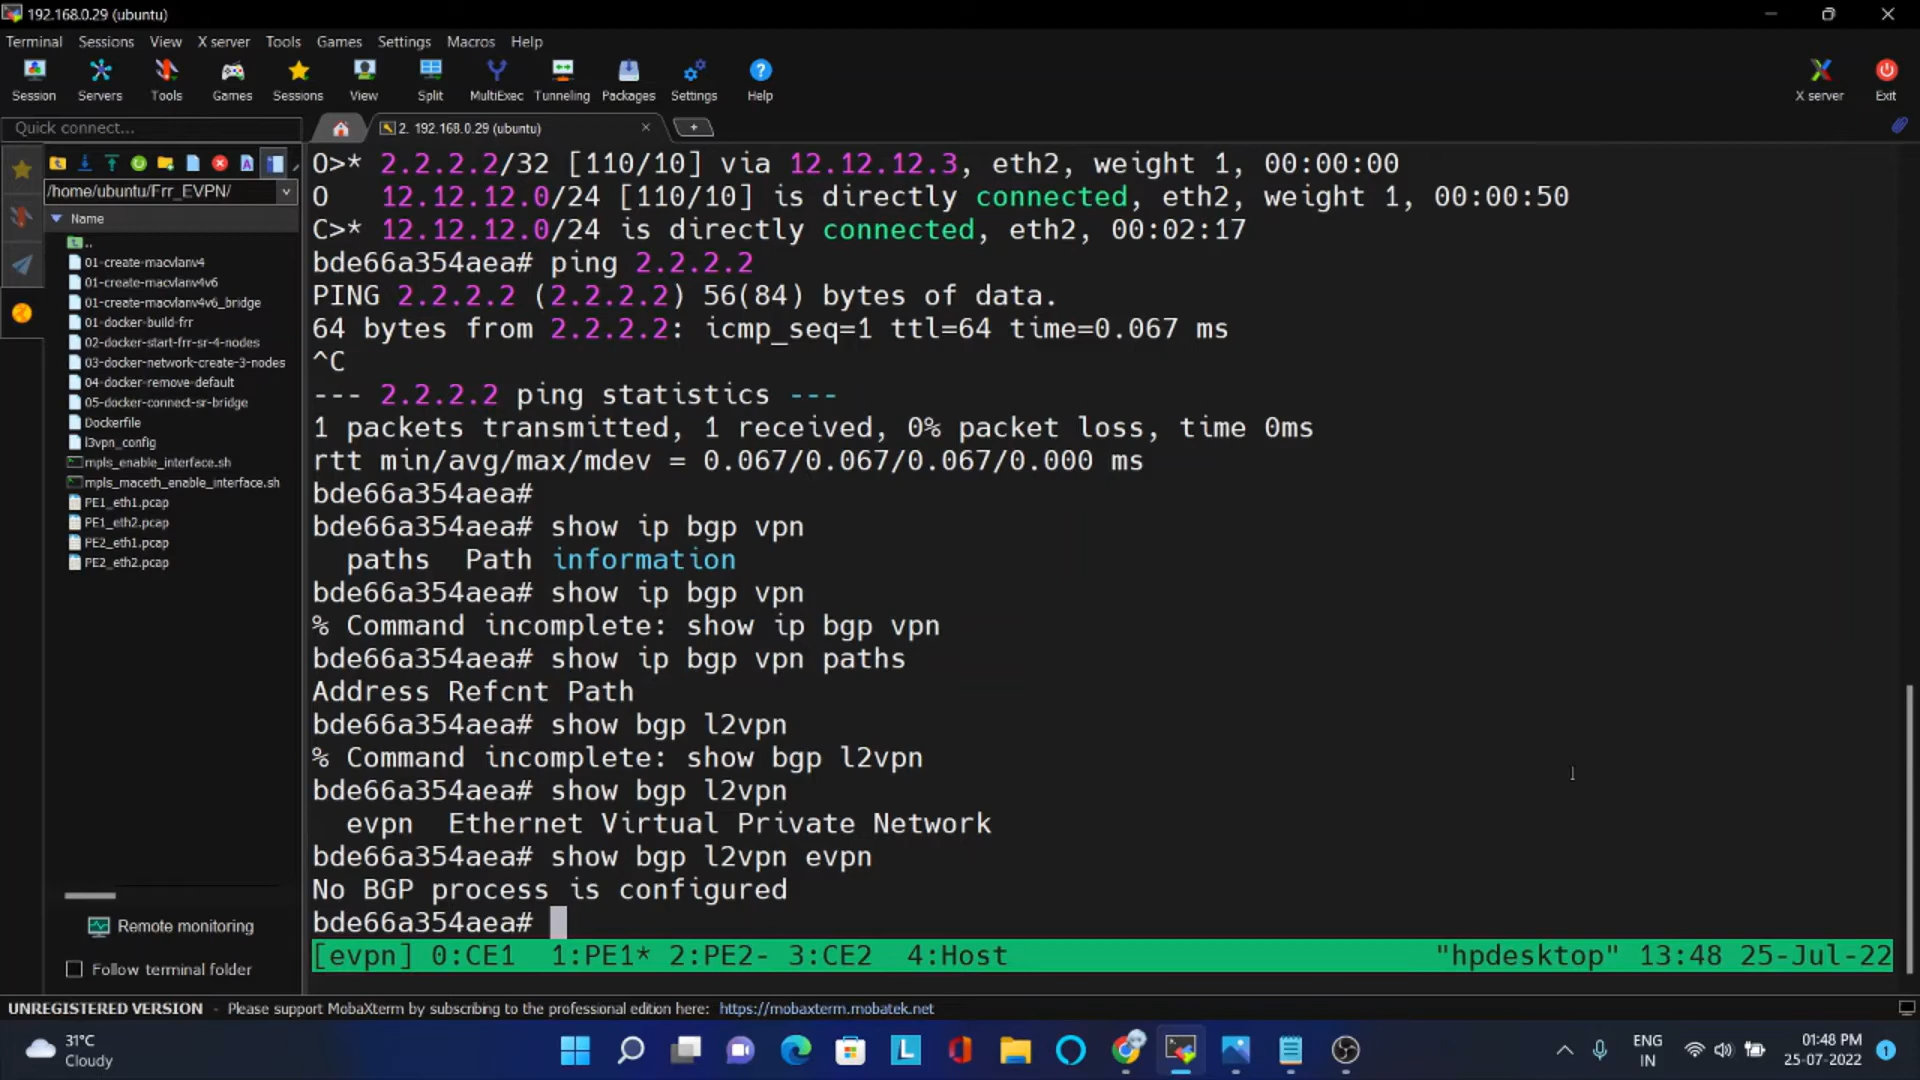 192.168.0.29 (ubuntu)
Terminal Sessions View X server Tools Games Settings Macros Help
Session Servers Tools Games Sessions View Split MultiExec Tunneling Packages Settings Help X server Exit
Quick connect...
2. 192.168.0.29 (ubuntu)
/home/ubuntu/Frr_EVPN/
Name
..
01-create-macvlanv4
01-create-macvlanv4v6
01-create-macvlanv4v6_bridge
01-docker-build-frr
02-docker-start-frr-sr-4-nodes
03-docker-network-create-3-nodes
04-docker-remove-default
05-docker-connect-sr-bridge
Dockerfile
l3vpn_config
mpls_enable_interface.sh
mpls_maceth_enable_interface.sh
PE1_eth1.pcap
PE1_eth2.pcap
PE2_eth1.pcap
PE2_eth2.pcap
Remote monitoring
Follow terminal folder
O>* 2.2.2.2/32 [110/10] via 12.12.12.3, eth2, weight 1, 00:00:00
O   12.12.12.0/24 [110/10] is directly connected, eth2, weight 1, 00:00:50
C>* 12.12.12.0/24 is directly connected, eth2, 00:02:17
bde66a354aea# ping 2.2.2.2
PING 2.2.2.2 (2.2.2.2) 56(84) bytes of data.
64 bytes from 2.2.2.2: icmp_seq=1 ttl=64 time=0.067 ms
^C
--- 2.2.2.2 ping statistics ---
1 packets transmitted, 1 received, 0% packet loss, time 0ms
rtt min/avg/max/mdev = 0.067/0.067/0.067/0.000 ms
bde66a354aea#
bde66a354aea# show ip bgp vpn
  paths  Path information
bde66a354aea# show ip bgp vpn
% Command incomplete: show ip bgp vpn
bde66a354aea# show ip bgp vpn paths
Address Refcnt Path
bde66a354aea# show bgp l2vpn
% Command incomplete: show bgp l2vpn
bde66a354aea# show bgp l2vpn
  evpn  Ethernet Virtual Private Network
bde66a354aea# show bgp l2vpn evpn
No BGP process is configured
bde66a354aea#
[evpn] 0:CE1  1:PE1* 2:PE2- 3:CE2  4:Host "hpdesktop" 13:48 25-Jul-22
UNREGISTERED VERSION - Please support MobaXterm by subscribing to the professional edition here: https://mobaxterm.mobatek.net
31°C
Cloudy
ENG
IN
01:48 PM
25-07-2022
1